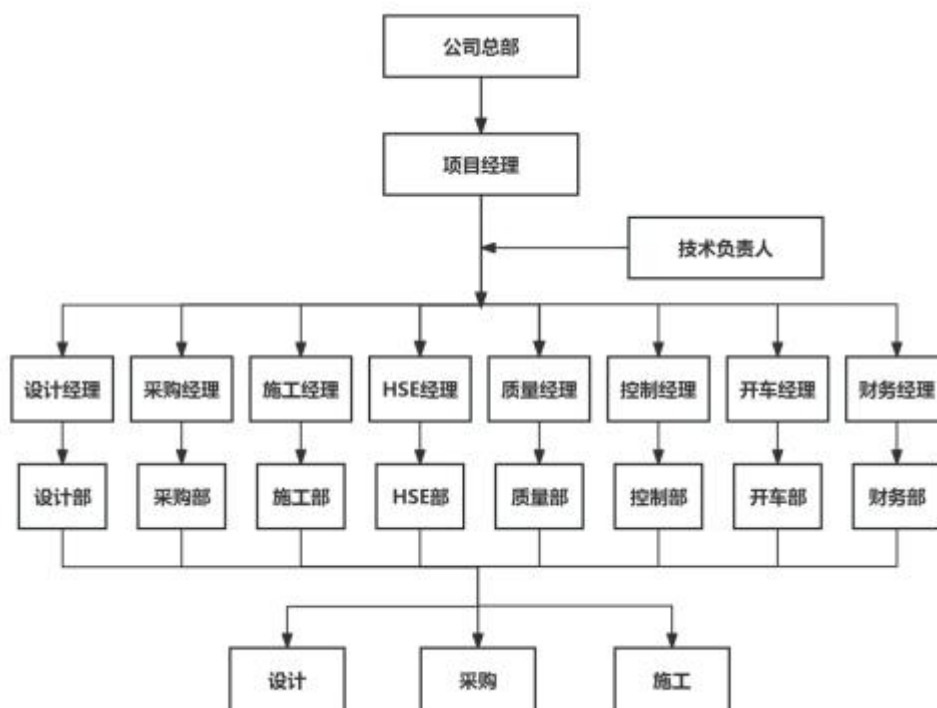 公司总部
项目经理
技术负责人
设计经理 采购经理 施工经理 HSE经理 质量经理 控制经理 开车经理 财务经理
设计部 采购部 施工部 HSE部 质量部 控制部 开车部 财务部
设计 采购 施工